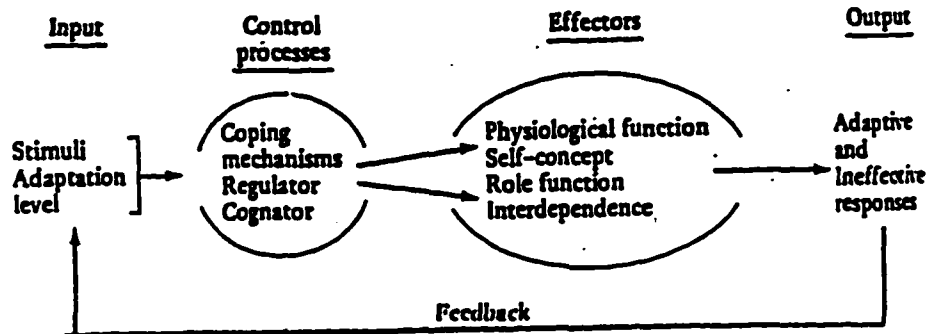 Input
Control
processes
Effectors
Output
Stimuli
Adaptation
level
Coping
mechanisms
Regulator
Cognator
Physiological function
Self-concept
Role function
Interdependence
Adaptive
and
Ineffective
responses
Feedback